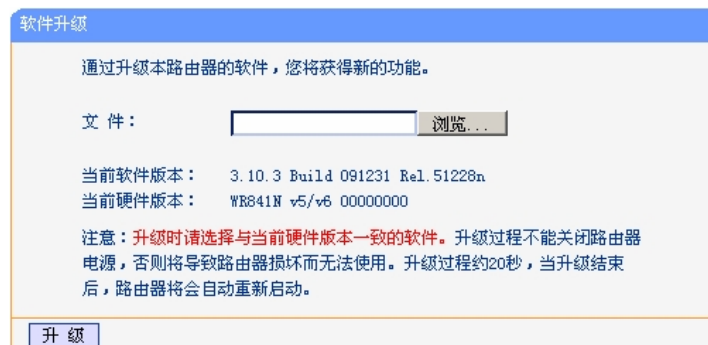 软件升级
通过升级本路由器的软件，您将获得新的功能。
文 件：
浏览...
当前软件版本： 3.10.3 Build 091231 Rel.51228n
当前硬件版本： WR841N v5/v6 00000000
注意：升级时请选择与当前硬件版本一致的软件。升级过程不能关闭路由器
电源，否则将导致路由器损坏而无法使用。升级过程约20秒，当升级结束
后，路由器将会自动重新启动。
升 级